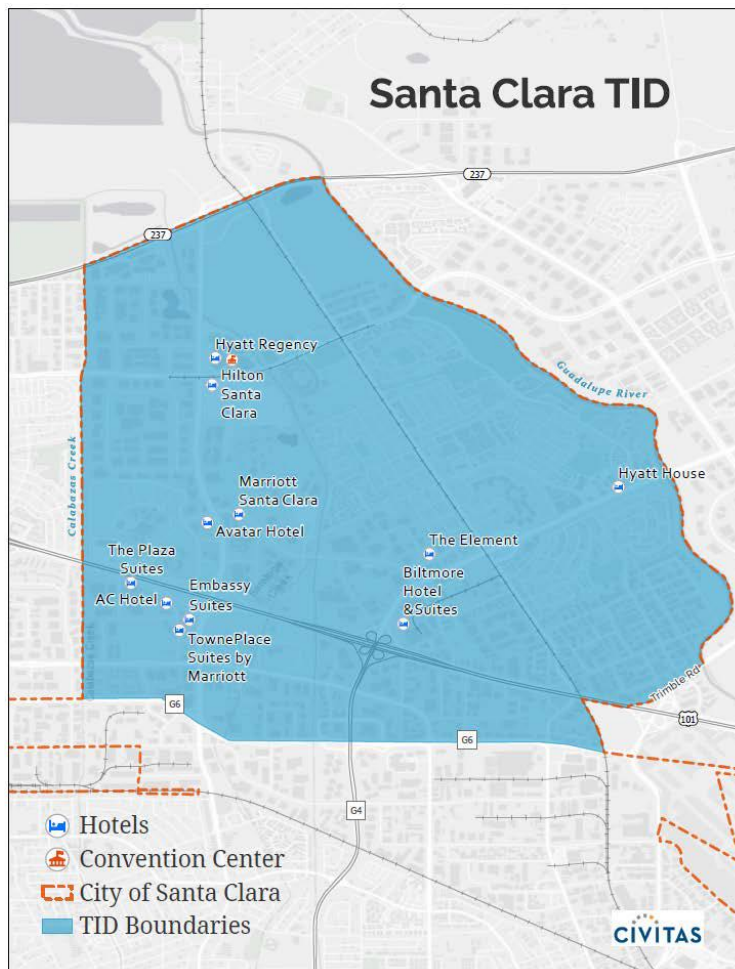 Santa Clara TID
237
237
Hyatt Regency
Hilton
Santa
Clara
Guadalupe River
Calabazas Creek
Hyatt House
Marriott
Santa Clara
Avatar Hotel
The Element
The Plaza
Suites
Biltmore
Hotel
&Suites
Embassy
Suites
AC Hotel
TownePlace
Suites by
Marriott
Trimble Rd
G6
101
G6
G4
Hotels
Convention Center
City of Santa Clara
TID Boundaries
CIVITAS